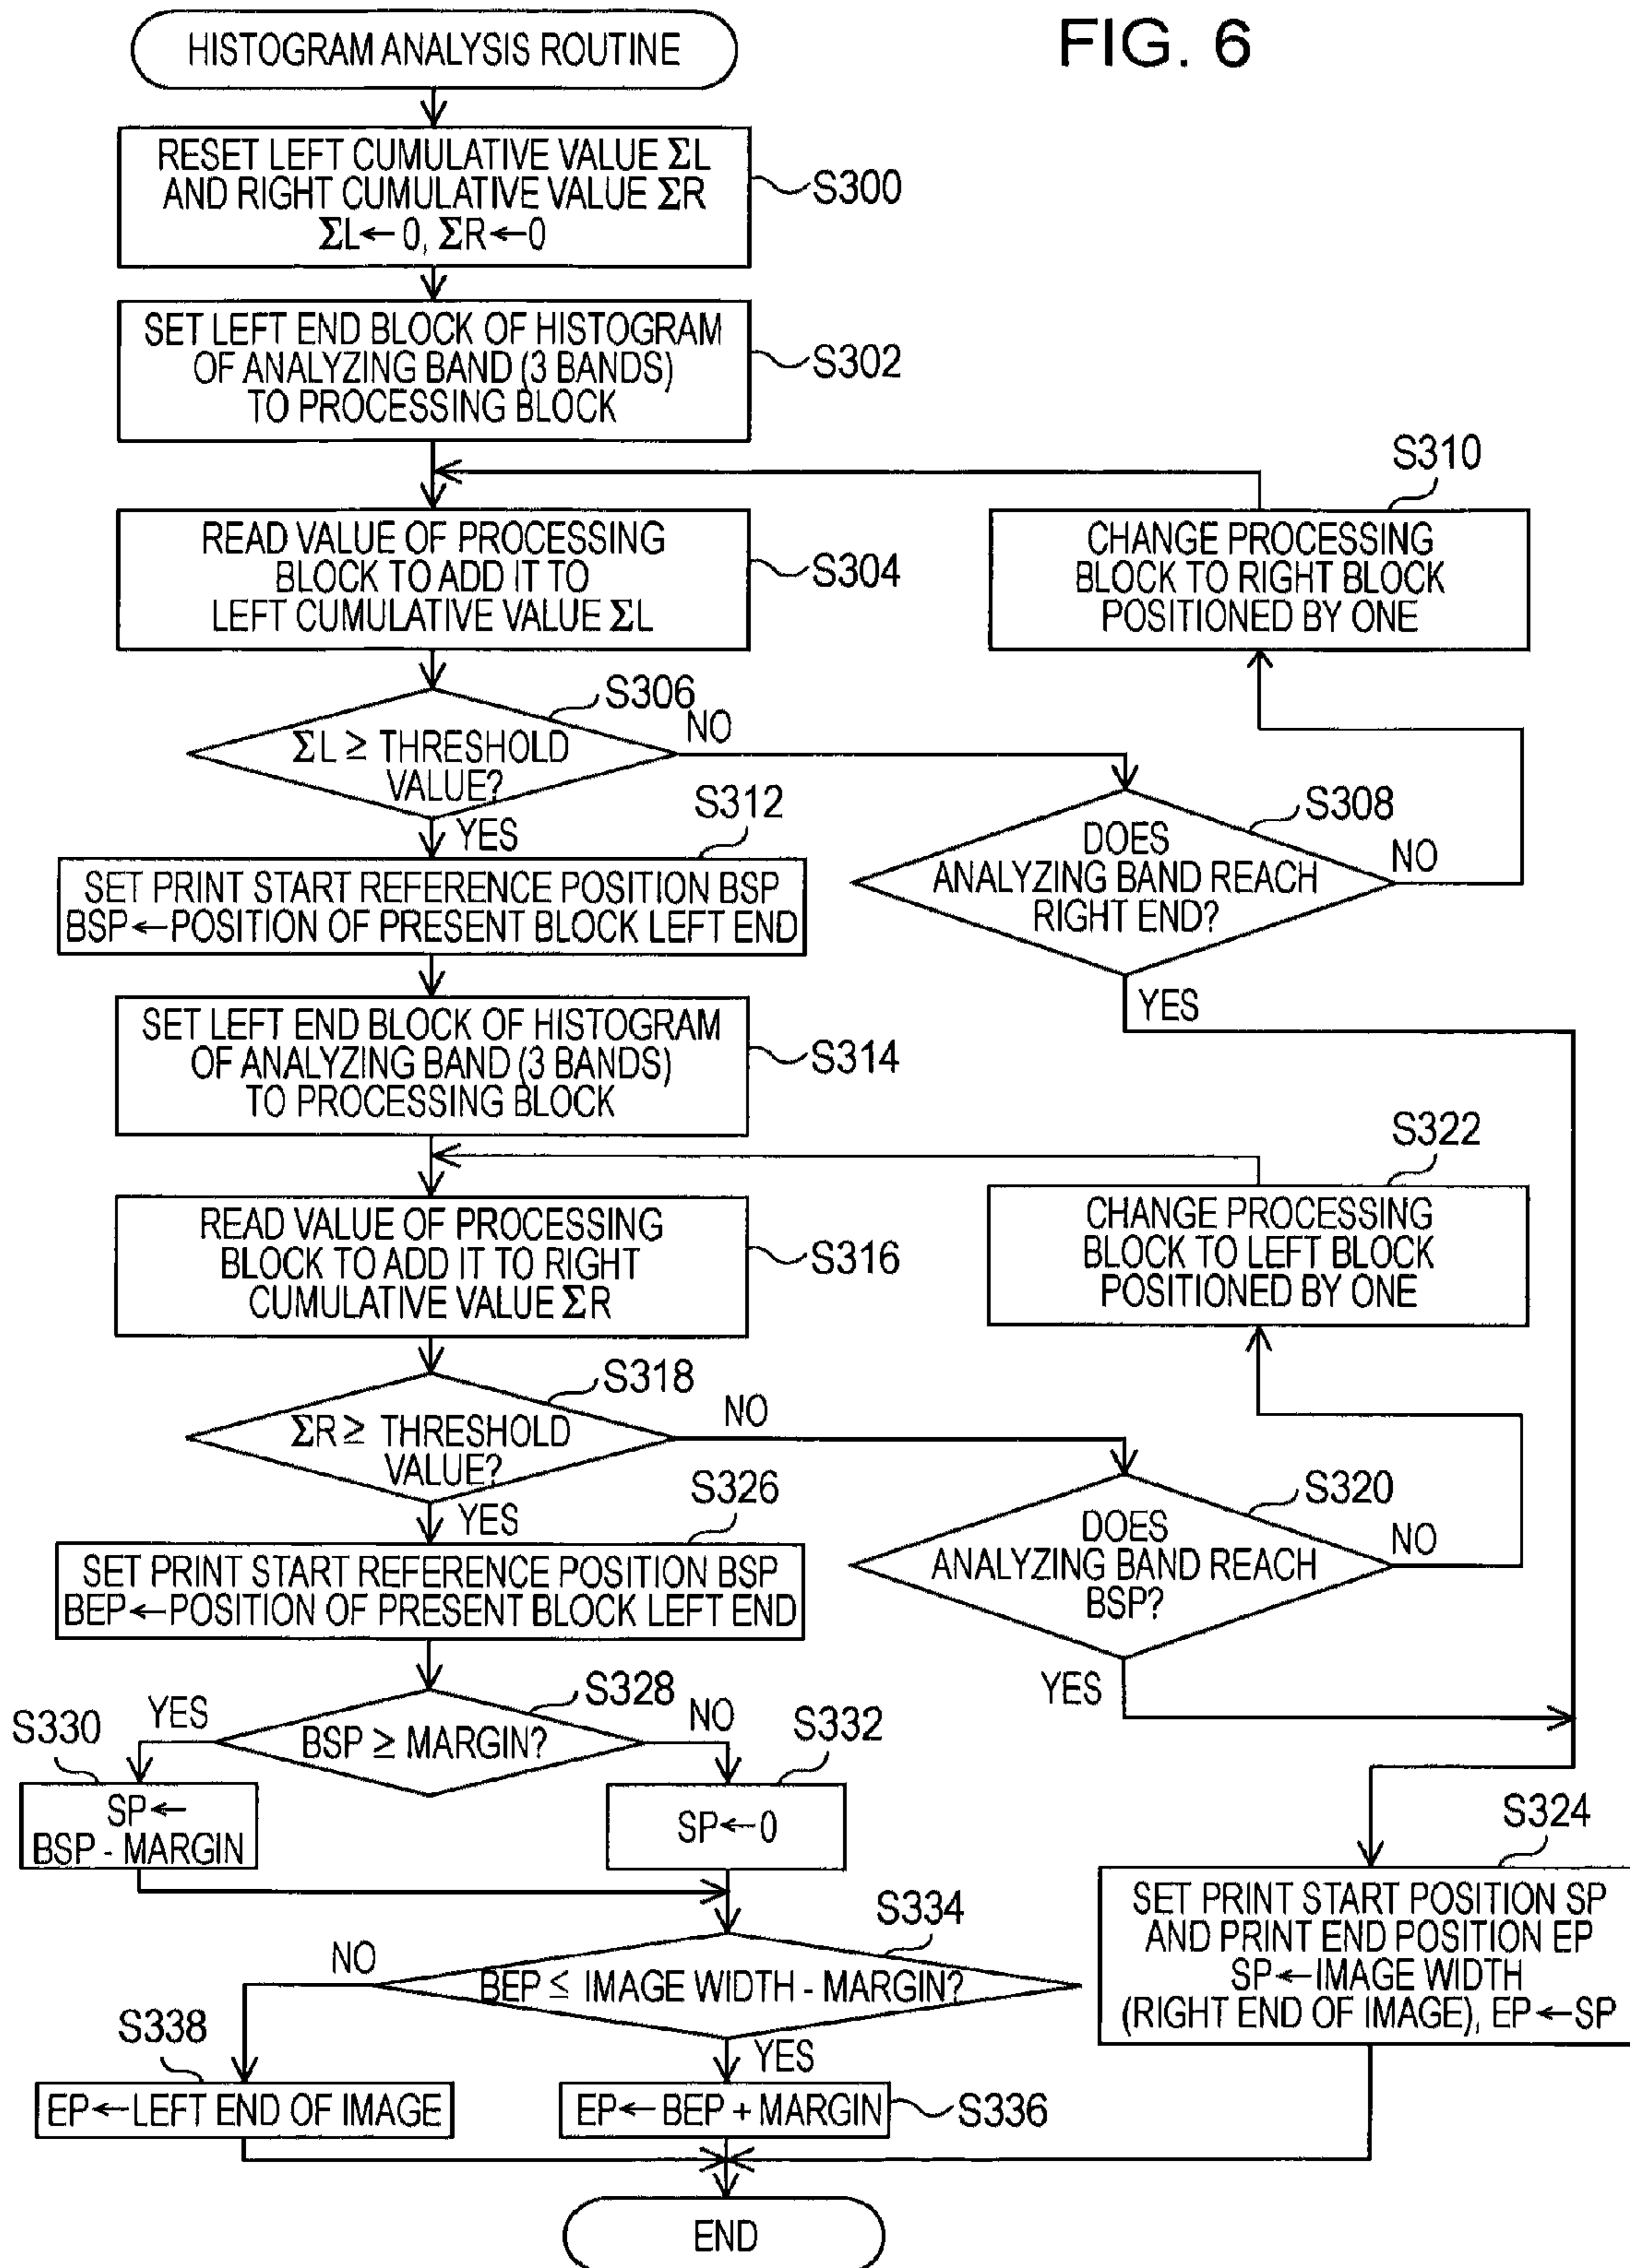 FIG. 6
HISTOGRAM ANALYSIS ROUTINE
RESET LEFT CUMULATIVE VALUE ΣL
AND RIGHT CUMULATIVE VALUE ΣR
ΣL←0, ΣR←0
S300
SET LEFT END BLOCK OF HISTOGRAM
OF ANALYZING BAND (3 BANDS)
TO PROCESSING BLOCK
S302
READ VALUE OF PROCESSING
BLOCK TO ADD IT TO
LEFT CUMULATIVE VALUE ΣL
S304
S310
CHANGE PROCESSING
BLOCK TO RIGHT BLOCK
POSITIONED BY ONE
S306
ΣL ≥ THRESHOLD
VALUE?
NO
YES
S308
DOES
ANALYZING BAND REACH
RIGHT END?
NO
YES
S312
SET PRINT START REFERENCE POSITION BSP
BSP←POSITION OF PRESENT BLOCK LEFT END
SET LEFT END BLOCK OF HISTOGRAM
OF ANALYZING BAND (3 BANDS)
TO PROCESSING BLOCK
S314
READ VALUE OF PROCESSING
BLOCK TO ADD IT TO RIGHT
CUMULATIVE VALUE ΣR
S316
S322
CHANGE PROCESSING
BLOCK TO LEFT BLOCK
POSITIONED BY ONE
S318
ΣR ≥ THRESHOLD
VALUE?
NO
YES
S320
DOES
ANALYZING BAND REACH
BSP?
NO
YES
S326
SET PRINT START REFERENCE POSITION BSP
BEP←POSITION OF PRESENT BLOCK LEFT END
S328
BSP ≥ MARGIN?
YES
NO
S330
SP←
BSP - MARGIN
S332
SP←0
S324
SET PRINT START POSITION SP
AND PRINT END POSITION EP
SP←IMAGE WIDTH
(RIGHT END OF IMAGE), EP←SP
S334
BEP ≤ IMAGE WIDTH - MARGIN?
NO
YES
S338
EP←LEFT END OF IMAGE
EP←BEP + MARGIN
S336
END